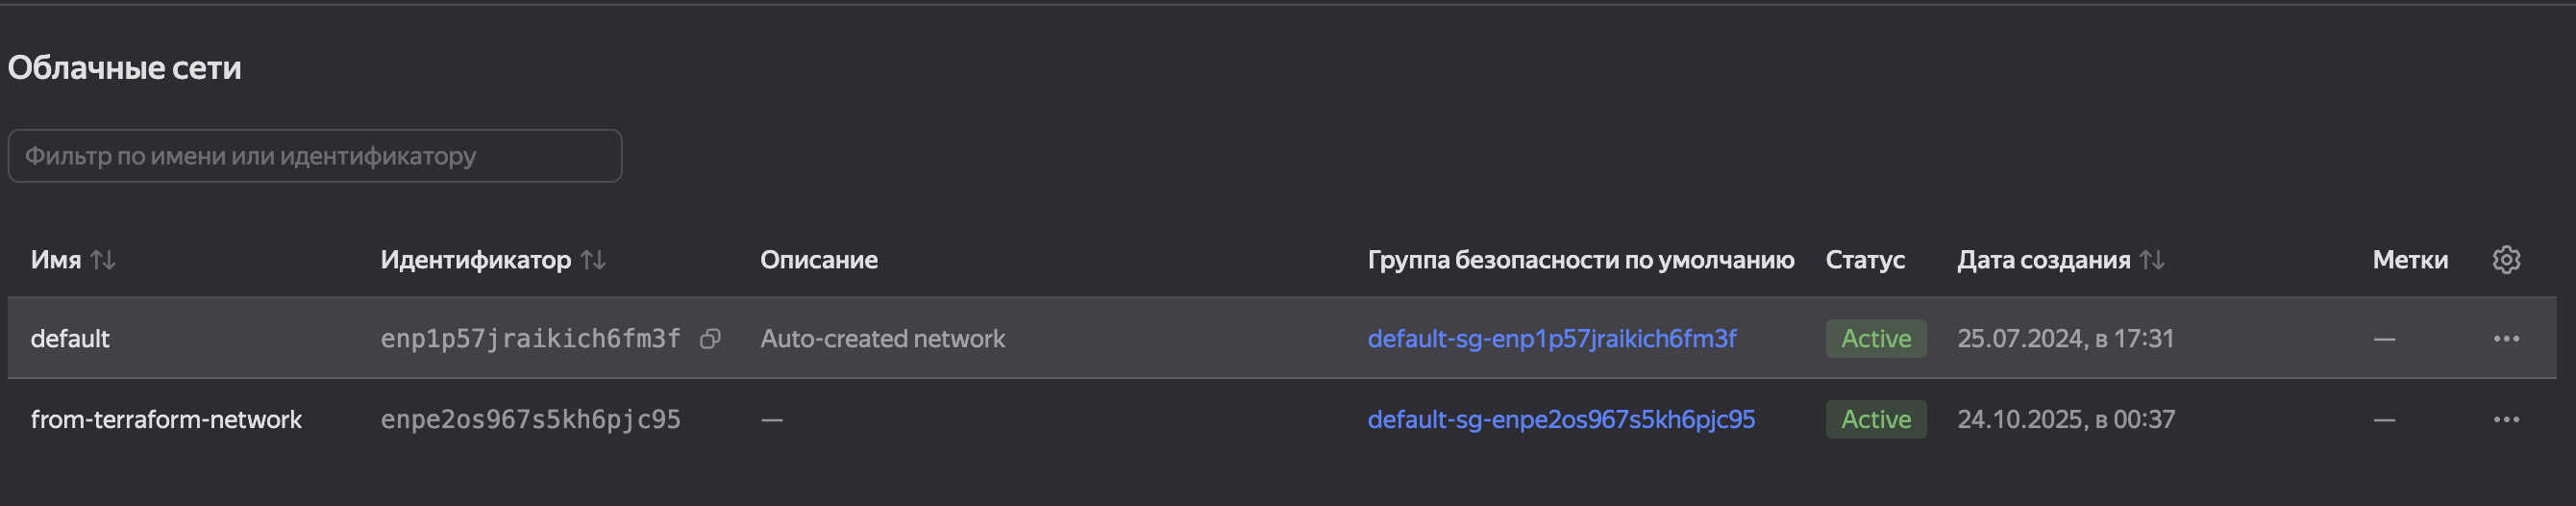 Облачные сети
Фильтр по имени или идентификатору
Имя Идентификатор Описание Группа безопасности по умолчанию Статус Дата создания Метки
default enp1p57jraikich6fm3f Auto-created network default-sg-enp1p57jraikich6fm3f Active 25.07.2024, в 17:31 —
from-terraform-network enpe2os967s5kh6pjc95 — default-sg-enpe2os967s5kh6pjc95 Active 24.10.2025, в 00:37 —